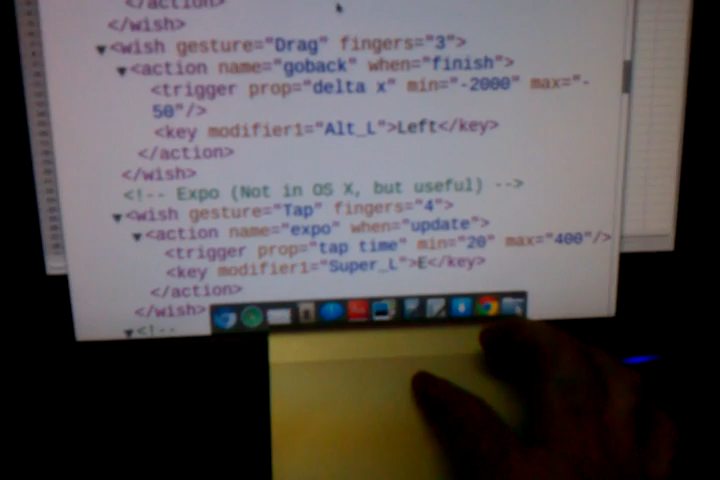 </action>
</wish>
▼<wish gesture="Drag" fingers="3">
▼<action name="goback" when="finish">
<trigger prop="delta x" min="-2000" max="-
50"/>
<key modifier1="Alt_L">Left</key>
</action>
</wish>
<!-- Expo (Not in OS X, but useful) -->
▼<wish gesture="Tap" fingers="4">
▼<action name="expo" when="update">
<trigger prop="tap time" min="20" max="400"/>
<key modifier1="Super_L">E</key>
</action>
</wish>
▼<!--